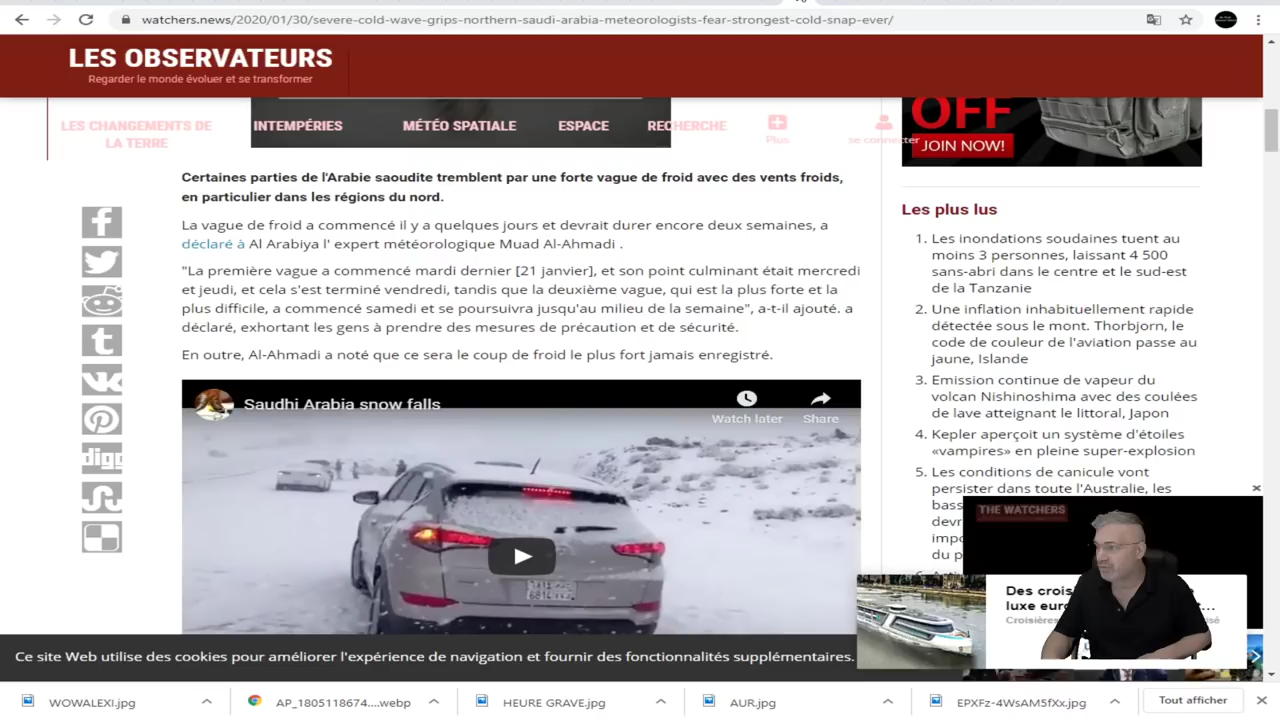 watchers.news/2020/01/30/severe-cold-wave-grips-northern-saudi-arabia-meteorologists-fear-strongest-cold-snap-ever/
LES OBSERVATEURS
Regarder le monde évoluer et se transformer
LES CHANGEMENTS DE
LA TERRE
INTEMPÉRIES
MÉTÉO SPATIALE
ESPACE
RECHERCHE
Plus
se connecter
OFF
JOIN NOW!
Certaines parties de l'Arabie saoudite tremblent par une forte vague de froid avec des vents froids,
en particulier dans les régions du nord.
La vague de froid a commencé il y a quelques jours et devrait durer encore deux semaines, a
déclaré à Al Arabiya l' expert météorologique Muad Al-Ahmadi .
"La première vague a commencé mardi dernier [21 janvier], et son point culminant était mercredi
et jeudi, et cela s'est terminé vendredi, tandis que la deuxième vague, qui est la plus forte et la
plus difficile, a commencé samedi et se poursuivra jusqu'au milieu de la semaine", a-t-il ajouté. a
déclaré, exhortant les gens à prendre des mesures de précaution et de sécurité.
En outre, Al-Ahmadi a noté que ce sera le coup de froid le plus fort jamais enregistré.
Saudhi Arabia snow falls
Watch later
Share
digg
Les plus lus
1. Les inondations soudaines tuent au
moins 3 personnes, laissant 4 500
sans-abri dans le centre et le sud-est
de la Tanzanie
2. Une inflation inhabituellement rapide
détectée sous le mont. Thorbjorn, le
code de couleur de l'aviation passe au
jaune, Islande
3. Emission continue de vapeur du
volcan Nishinoshima avec des coulées
de lave atteignant le littoral, Japon
4. Kepler aperçoit un système d'étoiles
«vampires» en pleine super-explosion
5. Les conditions de canicule vont
persister dans toute l'Australie, les
THE WATCHERS
Des
luxe
Ce site Web utilise des cookies pour améliorer l'expérience de navigation et fournir des fonctionnalités supplémentaires.
WOWALEXI.jpg
AP_1805118674....webp
HEURE GRAVE.jpg
AUR.jpg
EPXFz-4WsAM5fXx.jpg
Tout afficher